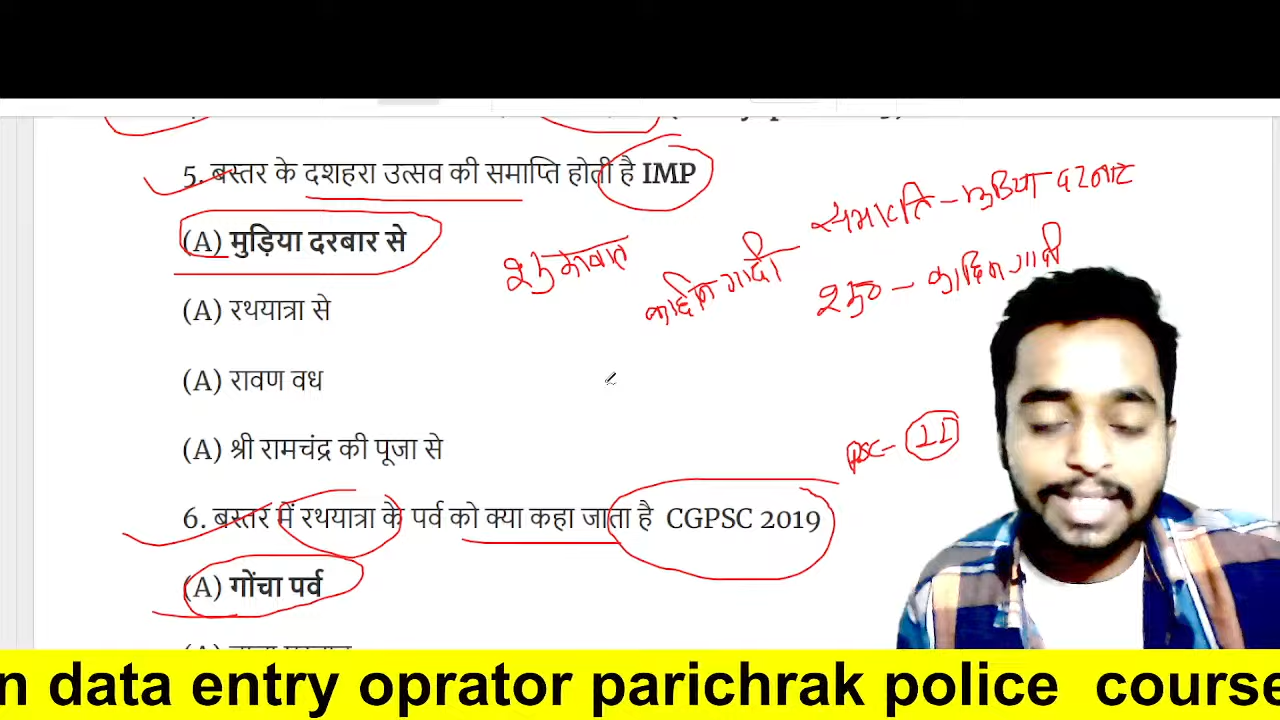 5. बस्तर के दशहरा उत्सव की समाप्ति होती है IMP
(A) मुड़िया दरबार से
समाप्ति – मुडिया दरबार
शुरूआत
काछिन गादी
शुरू – काछिन गादी
(A) रथयात्रा से
(A) रावण वध
(A) श्री रामचंद्र की पूजा से
PSC – 11
6. बस्तर में रथयात्रा के पर्व को क्या कहा जाता है CGPSC 2019
(A) गोंचा पर्व
n data entry oprator parichrak police course